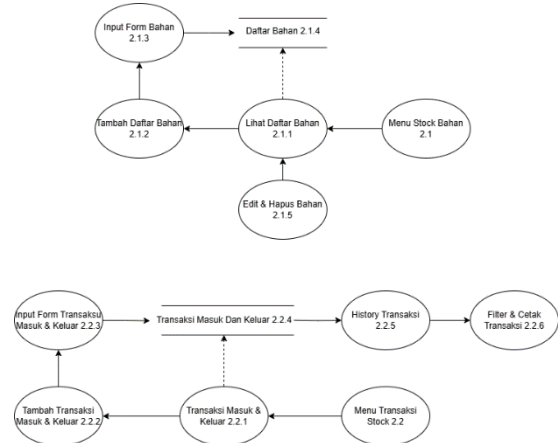 Input Form Bahan
2.1.3
Daftar Bahan 2.1.4
Tambah Daftar Bahan
2.1.2
Lihat Daftar Bahan
2.1.1
Menu Stock Bahan
2.1
Edit & Hapus Bahan
2.1.5
Input Form Transaksu
Masuk & Keluar 2.2.3
Transaksi Masuk Dan Keluar 2.2.4
History Transaksi
2.2.5
Filter & Cetak
Transaksi 2.2.6
Tambah Transaksi
Masuk & Keluar 2.2.2
Transaksi Masuk &
Keluar 2.2.1
Menu Transaksi
Stock 2.2